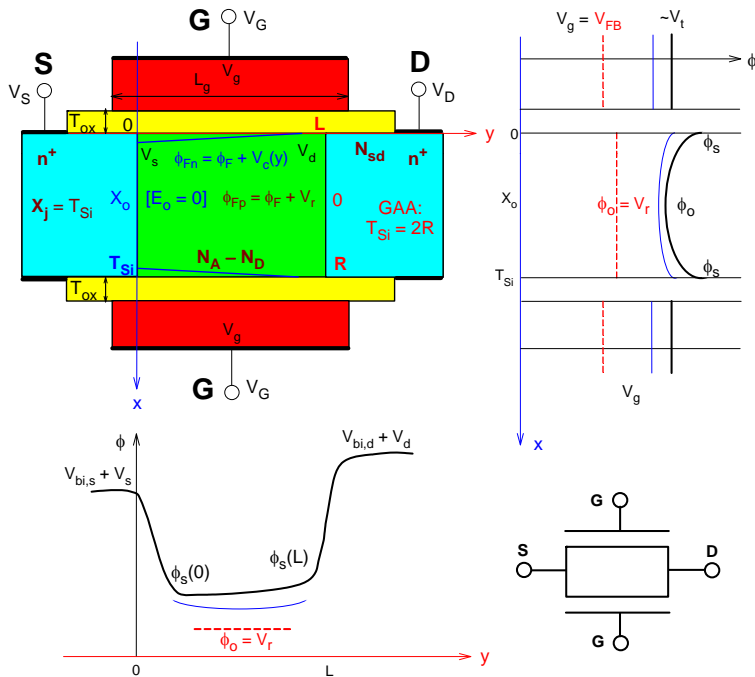 G
V_G
V_g
L_g
S
V_S
D
V_D
T_ox
0
L
y
n⁺
V_s
ϕ_Fn = ϕ_F + V_c(y)
V_d
N_sd
n⁺
X_j = T_Si
X_o
[E_o = 0]
ϕ_Fp = ϕ_F + V_r
0
GAA:
T_Si = 2R
T_Si
N_A – N_D
R
T_ox
V_g
G
V_G
x
V_g = V_FB
~V_t
ϕ
0
ϕ_s
X_o
ϕ_o = V_r
ϕ_o
T_Si
ϕ_s
V_g
x
ϕ
V_bi,d + V_d
V_bi,s + V_s
ϕ_s(0)
ϕ_s(L)
ϕ_o = V_r
0
L
y
G
S
D
G